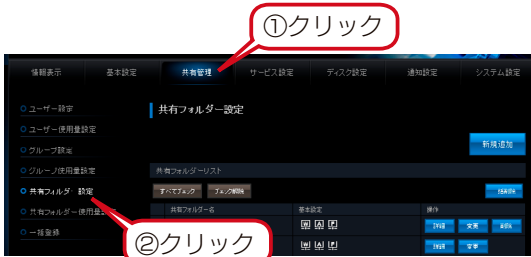 ①クリック
情報表示 基本設定 共有管理 サービス設定 ディスク設定 通知設定 システム設定
ユーザー設定
共有フォルダー設定
ユーザー使用量設定
グループ設定
新規追加
グループ使用量設定
共有フォルダーリスト
共有フォルダー設定
すべてチェック チェック解除
一括削除
共有フォルダー使用量
共有フォルダー名 基本設定 操作
W A F
詳細 変更 削除
一括登録
②クリック
W A F
詳細 変更